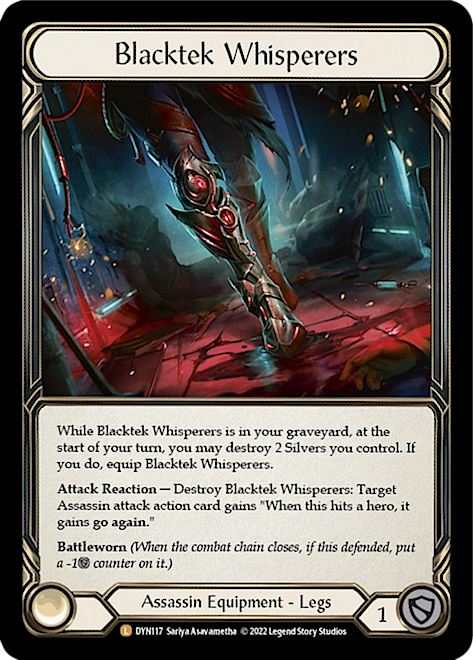 Blacktek Whisperers
While Blacktek Whisperers is in your graveyard, at the
start of your turn, you may destroy 2 Silvers you control. If
you do, equip Blacktek Whisperers.
Attack Reaction — Destroy Blacktek Whisperers: Target
Assassin attack action card gains "When this hits a hero, it
gains go again."
Battleworn (When the combat chain closes, if this defended, put
a -1 counter on it.)
Assassin Equipment - Legs
1
L DYN117 Sariya Asavametha © 2022 Legend Story Studios